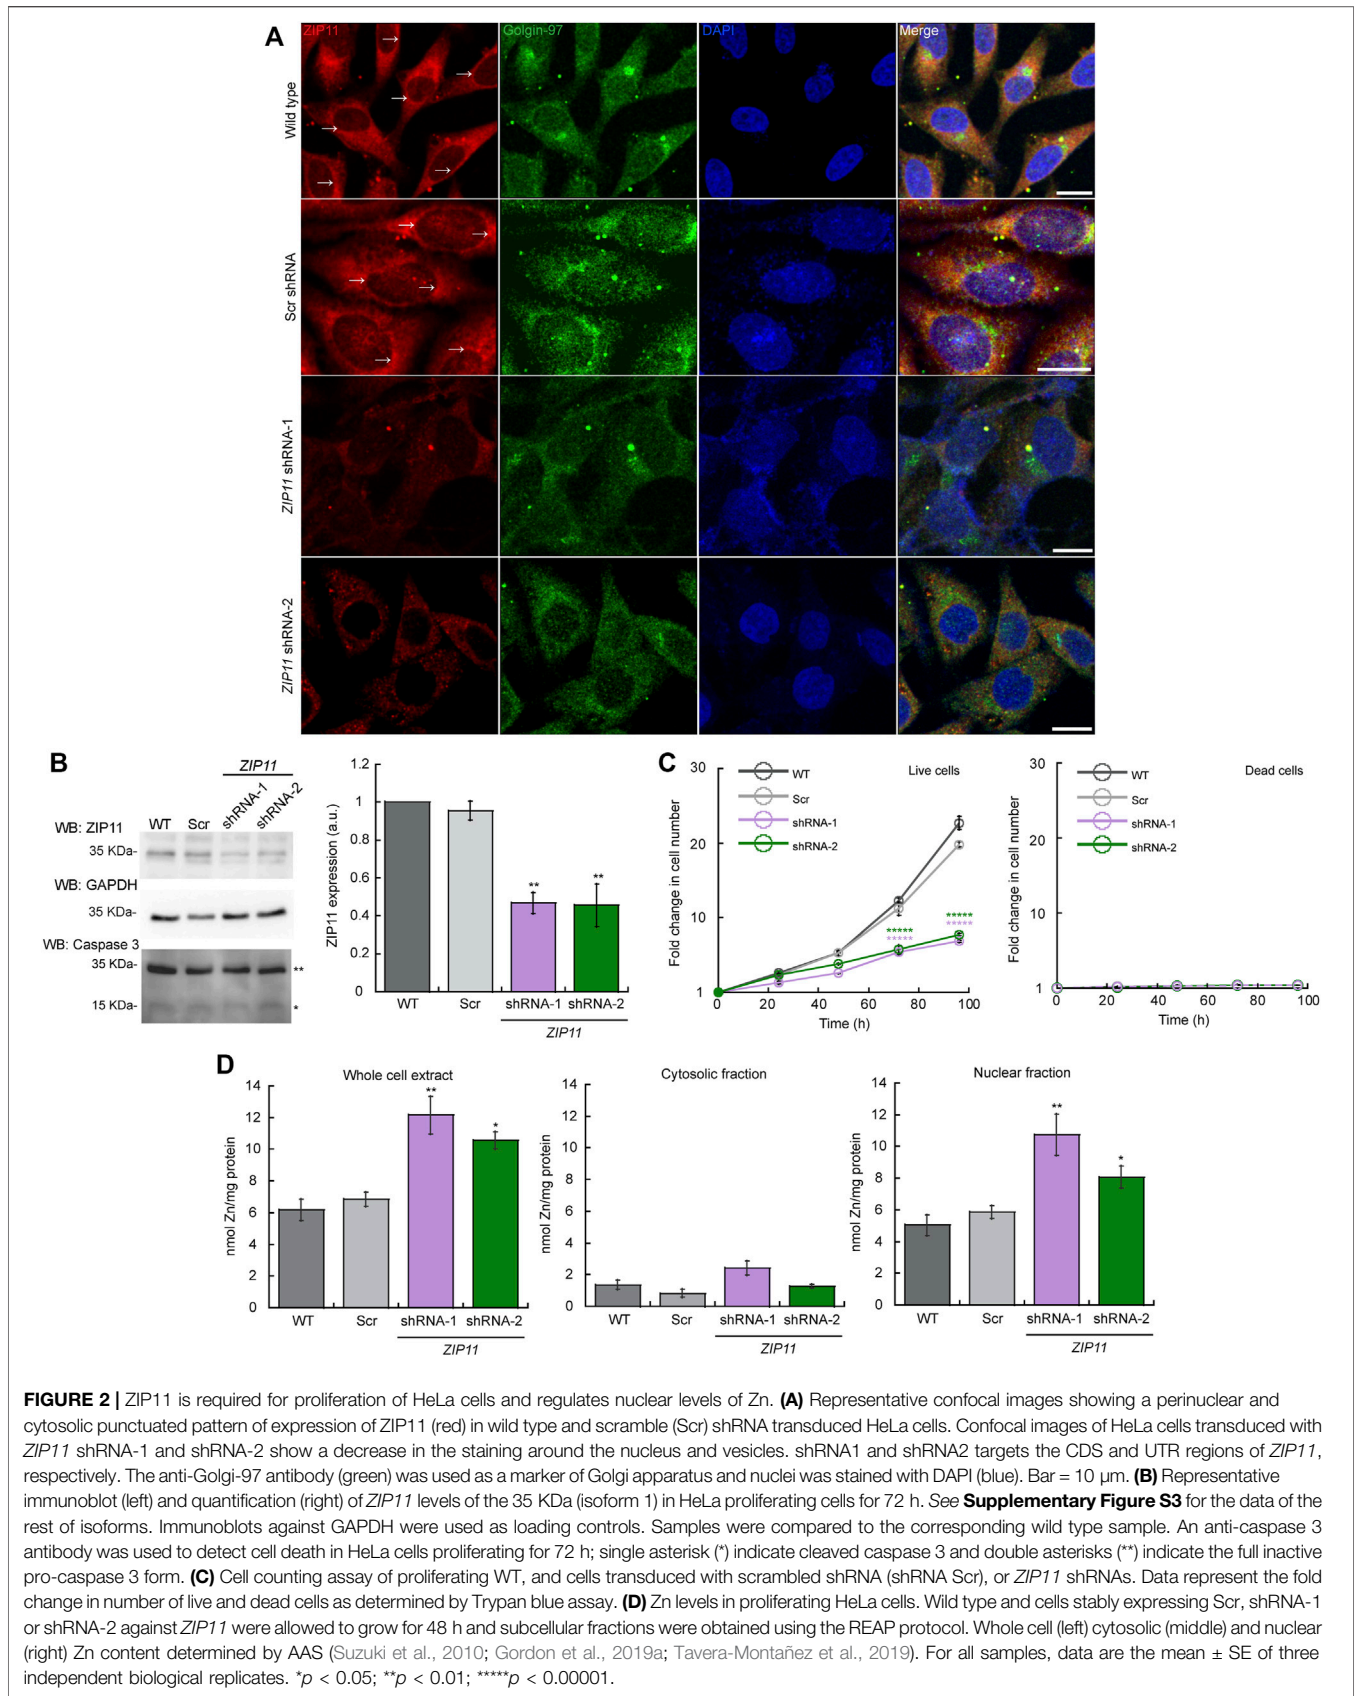 A
ZIP11
Golgin-97
DAPI
Merge
Wild type
Scr shRNA
ZIP11 shRNA-1
ZIP11 shRNA-2
B
ZIP11
WT
Scr
shRNA-1
shRNA-2
WB: ZIP11
35 KDa-
WB: GAPDH
35 KDa-
WB: Caspase 3
35 KDa-
**
15 KDa-
*
ZIP11 expression (a.u.)
1.2
1
0.8
0.6
0.4
0.2
0
**
**
WT
Scr
shRNA-1
shRNA-2
ZIP11
C
Fold change in cell number
30
20
10
1
WT
Scr
shRNA-1
shRNA-2
Live cells
*****
*****
*****
*****
0
20
40
60
80
100
Time (h)
Fold change in cell number
30
20
10
1
WT
Scr
shRNA-1
shRNA-2
Dead cells
0
20
40
60
80
100
Time (h)
D
Whole cell extract
nmol Zn/mg protein
14
12
10
8
6
4
2
0
**
*
WT
Scr
shRNA-1
shRNA-2
ZIP11
Cytosolic fraction
nmol Zn/mg protein
14
12
10
8
6
4
2
0
WT
Scr
shRNA-1
shRNA-2
ZIP11
Nuclear fraction
nmol Zn/mg protein
14
12
10
8
6
4
2
0
**
*
WT
Scr
shRNA-1
shRNA-2
ZIP11
FIGURE 2 | ZIP11 is required for proliferation of HeLa cells and regulates nuclear levels of Zn. (A) Representative confocal images showing a perinuclear and
cytosolic punctuated pattern of expression of ZIP11 (red) in wild type and scramble (Scr) shRNA transduced HeLa cells. Confocal images of HeLa cells transduced with
ZIP11 shRNA-1 and shRNA-2 show a decrease in the staining around the nucleus and vesicles. shRNA1 and shRNA2 targets the CDS and UTR regions of ZIP11,
respectively. The anti-Golgi-97 antibody (green) was used as a marker of Golgi apparatus and nuclei was stained with DAPI (blue). Bar = 10 µm. (B) Representative
immunoblot (left) and quantification (right) of ZIP11 levels of the 35 KDa (isoform 1) in HeLa proliferating cells for 72 h. See Supplementary Figure S3 for the data of the
rest of isoforms. Immunoblots against GAPDH were used as loading controls. Samples were compared to the corresponding wild type sample. An anti-caspase 3
antibody was used to detect cell death in HeLa cells proliferating for 72 h; single asterisk (*) indicate cleaved caspase 3 and double asterisks (**) indicate the full inactive
pro-caspase 3 form. (C) Cell counting assay of proliferating WT, and cells transduced with scrambled shRNA (shRNA Scr), or ZIP11 shRNAs. Data represent the fold
change in number of live and dead cells as determined by Trypan blue assay. (D) Zn levels in proliferating HeLa cells. Wild type and cells stably expressing Scr, shRNA-1
or shRNA-2 against ZIP11 were allowed to grow for 48 h and subcellular fractions were obtained using the REAP protocol. Whole cell (left) cytosolic (middle) and nuclear
(right) Zn content determined by AAS (Suzuki et al., 2010; Gordon et al., 2019a; Tavera-Montañez et al., 2019). For all samples, data are the mean ± SE of three
independent biological replicates. *p < 0.05; **p < 0.01; *****p < 0.00001.